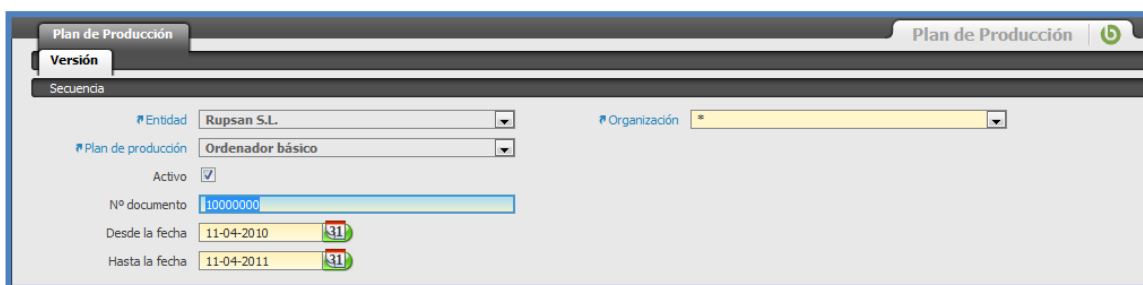 Plan de Producción
Plan de Producción
Versión
Secuencia
Entidad Rupsan S.L. Organización *
Plan de producción Ordenador básico
Activo
Nº documento 10000000
Desde la fecha 11-04-2010 31
Hasta la fecha 11-04-2011 31